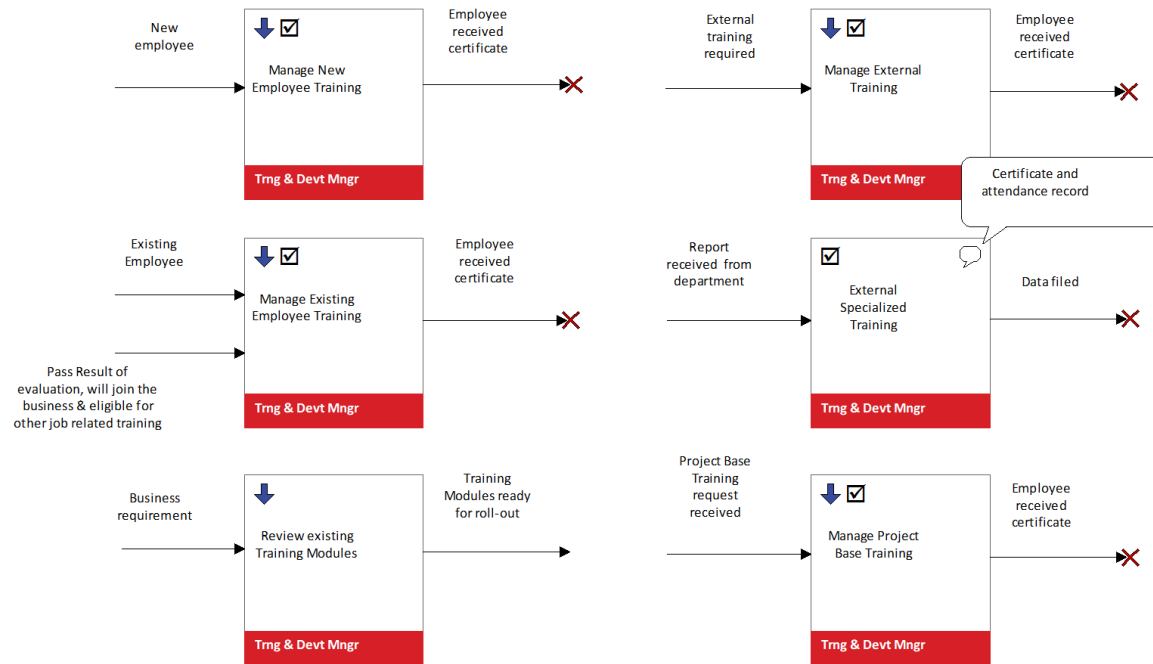 New
employee
Manage New
Employee Training
Trng & Devt Mngr
Employee
received
certificate
External
training
required
Manage External
Training
Trng & Devt Mngr
Employee
received
certificate
Existing
Employee
Pass Result of
evaluation, will join the
business & eligible for
other job related training
Manage Existing
Employee Training
Trng & Devt Mngr
Employee
received
certificate
Report
received from
department
External
Specialized
Training
Trng & Devt Mngr
Certificate and
attendance record
Data filed
Business
requirement
Review existing
Training Modules
Trng & Devt Mngr
Training
Modules ready
for roll-out
Project Base
Training
request
received
Manage Project
Base Training
Trng & Devt Mngr
Employee
received
certificate